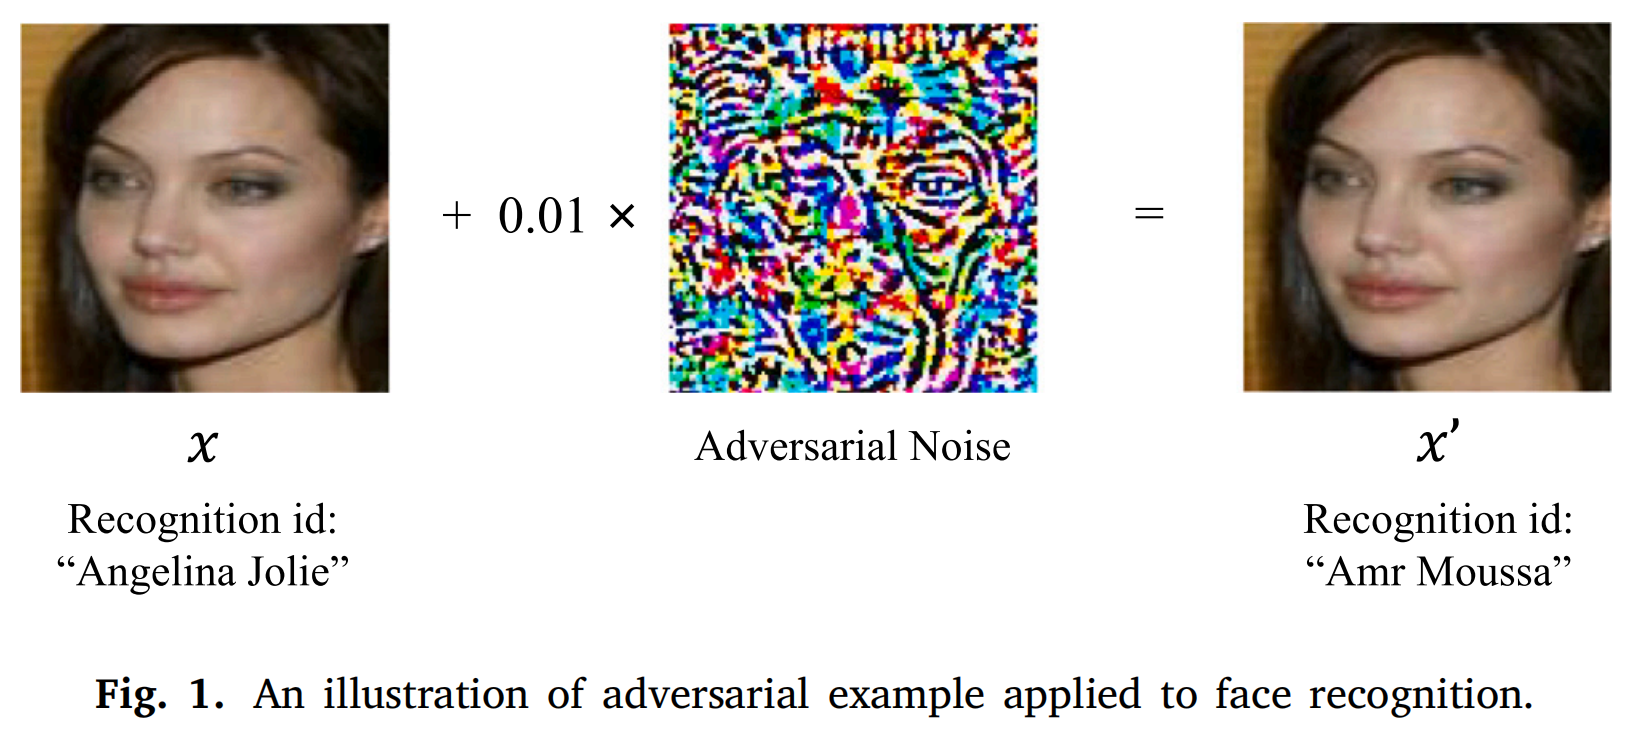 + 0.01 × =
x Adversarial Noise x’
Recognition id: Recognition id:
“Angelina Jolie” “Amr Moussa”
Fig. 1. An illustration of adversarial example applied to face recognition.